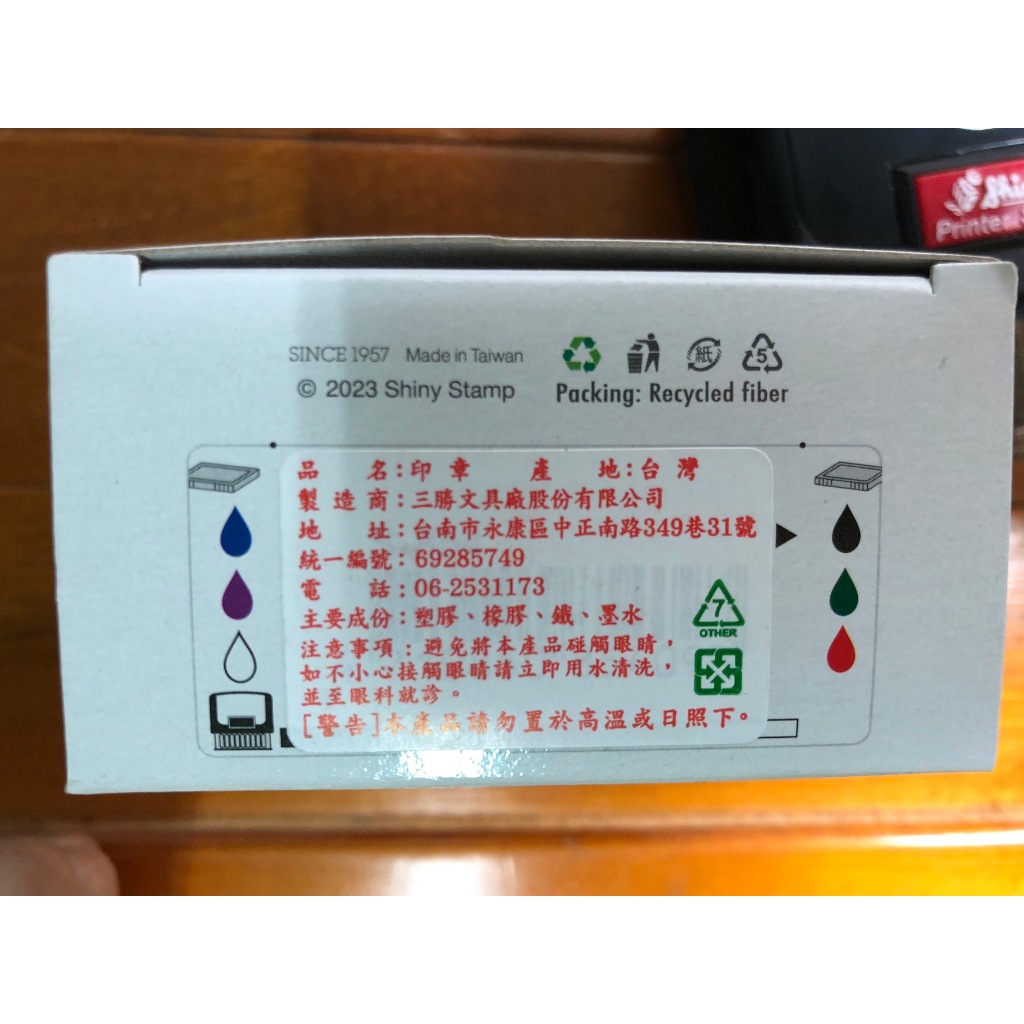 Printe
SINCE 1957 Made in Taiwan
© 2023 Shiny Stamp
紙
5
Packing: Recycled fiber
品 名:印 章 產 地:台 灣
製 造 商:三勝文具廠股份有限公司
地 址:台南市永康區中正南路349巷31號
統一編號:69285749
電 話:06-2531173
主要成份:塑膠、橡膠、鐵、墨水
注意事項:避免將本產品碰觸眼睛,
如不小心接觸眼睛請立即用水清洗,
並至眼科就診。
[警告]本產品請勿置於高溫或日照下。
7
OTHER